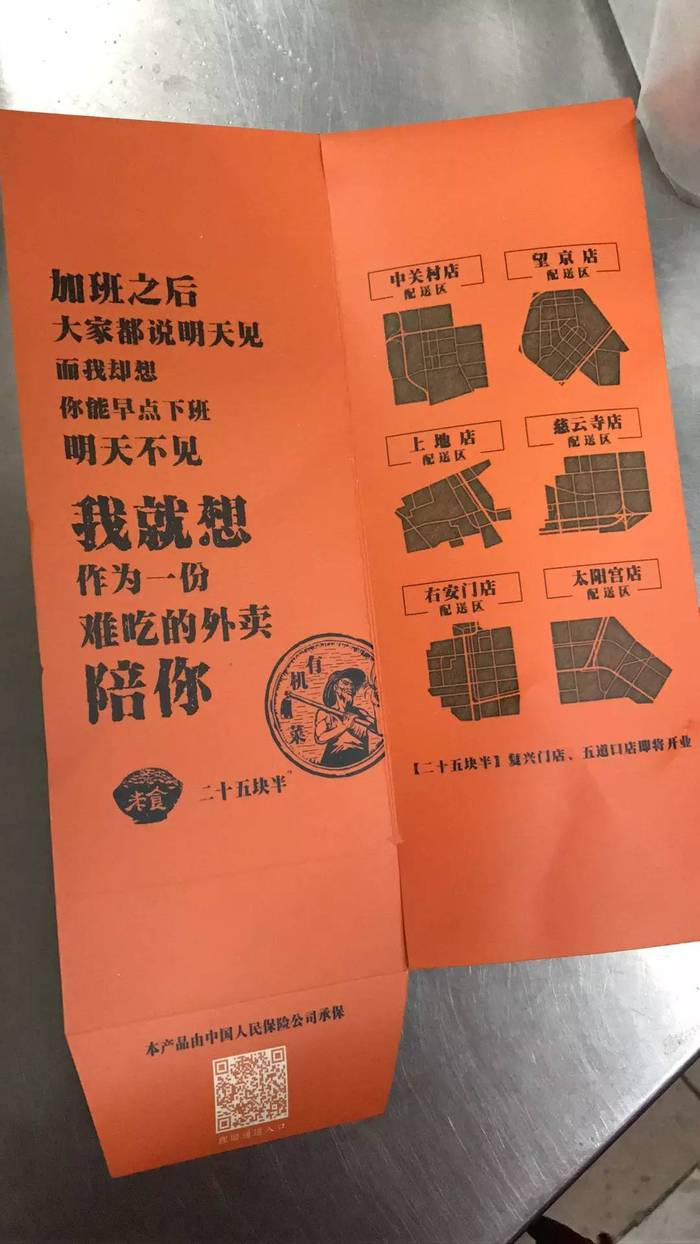 加班之后
大家都说明天见
而我却想
你能早点下班
明天不见
我就想
作为一份
难吃的外卖
陪你
有机
菜
米食
二十五块半
中关村店
配送区
望京店
配送区
上地店
配送区
慈云寺店
配送区
右安门店
配送区
太阳宫店
配送区
【二十五块半】复兴门店、五道口店即将开业
本产品由中国人民保险公司承保